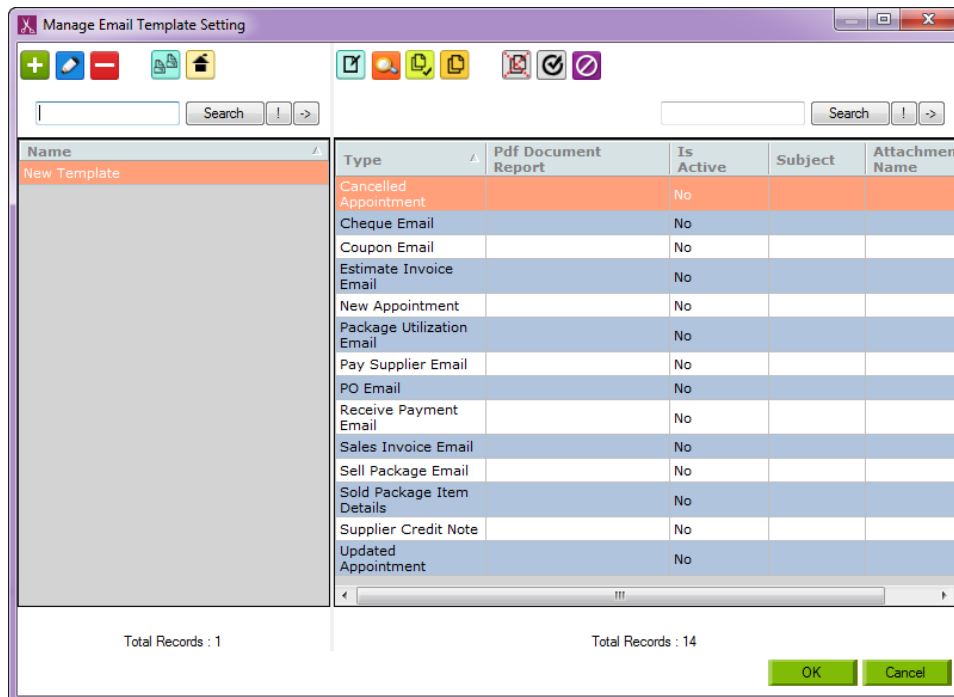 Manage Email Template Setting
Search ! ->
Search ! ->
Name
New Template
Type Pdf Document Report Is Active Subject Attachmen Name
Cancelled Appointment No
Cheque Email No
Coupon Email No
Estimate Invoice Email No
New Appointment No
Package Utilization Email No
Pay Supplier Email No
PO Email No
Receive Payment Email No
Sales Invoice Email No
Sell Package Email No
Sold Package Item Details No
Supplier Credit Note No
Updated Appointment No
Total Records : 1
Total Records : 14
OK Cancel